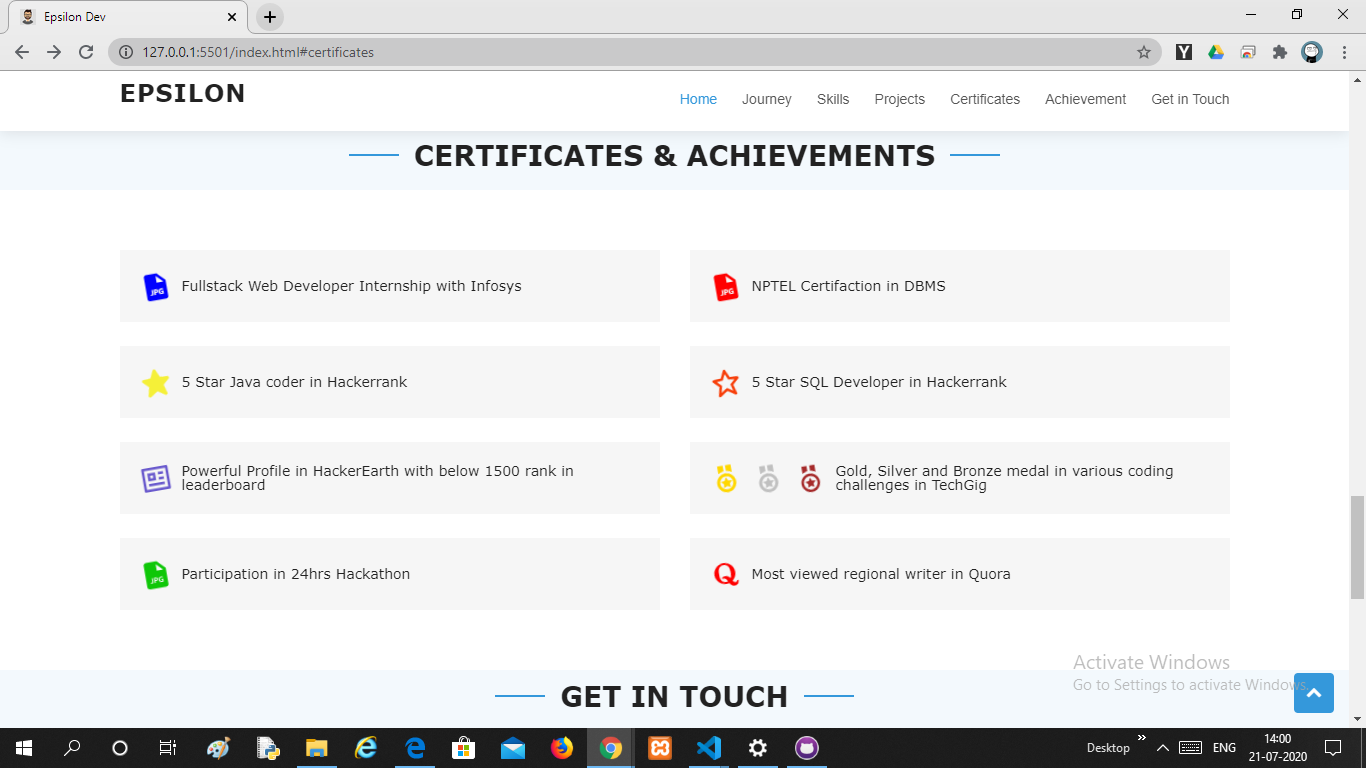 Epsilon Dev
127.0.0.1:5501/index.html#certificates
EPSILON
Home Journey Skills Projects Certificates Achievement Get in Touch
CERTIFICATES & ACHIEVEMENTS
JPG Fullstack Web Developer Internship with Infosys
JPG NPTEL Certifaction in DBMS
5 Star Java coder in Hackerrank
5 Star SQL Developer in Hackerrank
Powerful Profile in HackerEarth with below 1500 rank in
leaderboard
Gold, Silver and Bronze medal in various coding
challenges in TechGig
JPG Participation in 24hrs Hackathon
Q Most viewed regional writer in Quora
Activate Windows
Go to Settings to activate Windows.
GET IN TOUCH
Desktop ENG 14:00
21-07-2020